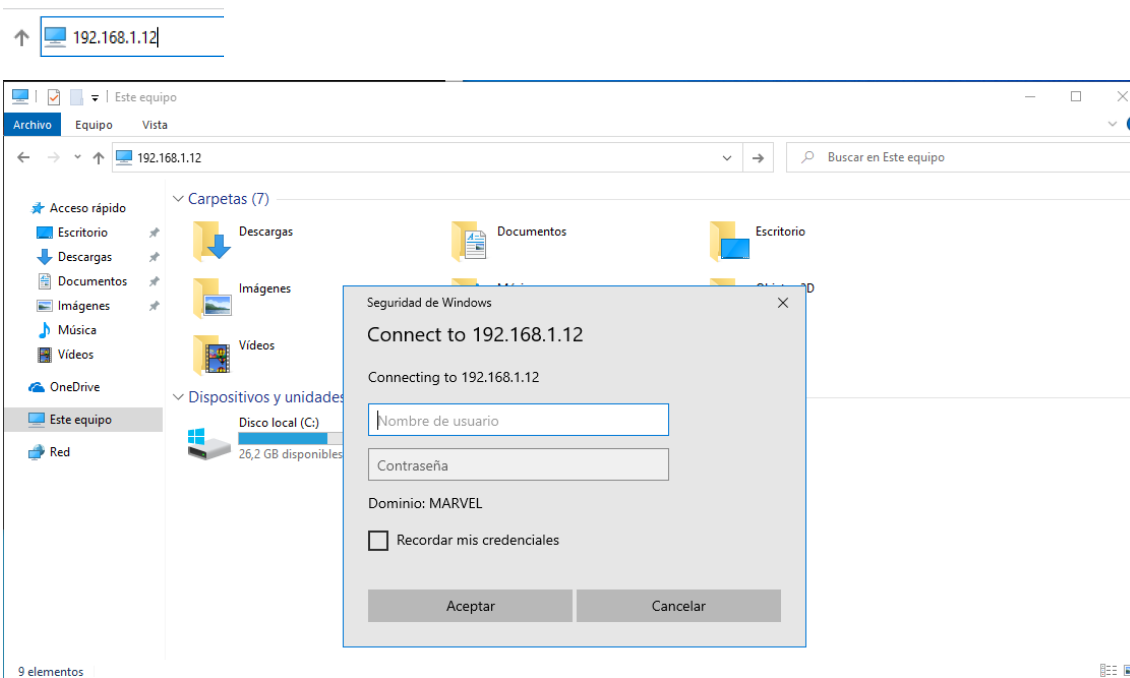 192.168.1.12
Este equipo
Archivo Equipo Vista
192.168.1.12
Buscar en Este equipo
Acceso rápido
Escritorio
Descargas
Documentos
Imágenes
Música
Vídeos
OneDrive
Este equipo
Red
Carpetas (7)
Descargas
Documentos
Escritorio
Imágenes
Vídeos
Dispositivos y unidades
Disco local (C:)
26,2 GB disponibles
Seguridad de Windows
Connect to 192.168.1.12
Connecting to 192.168.1.12
Nombre de usuario
Contraseña
Dominio: MARVEL
Recordar mis credenciales
Aceptar
Cancelar
9 elementos